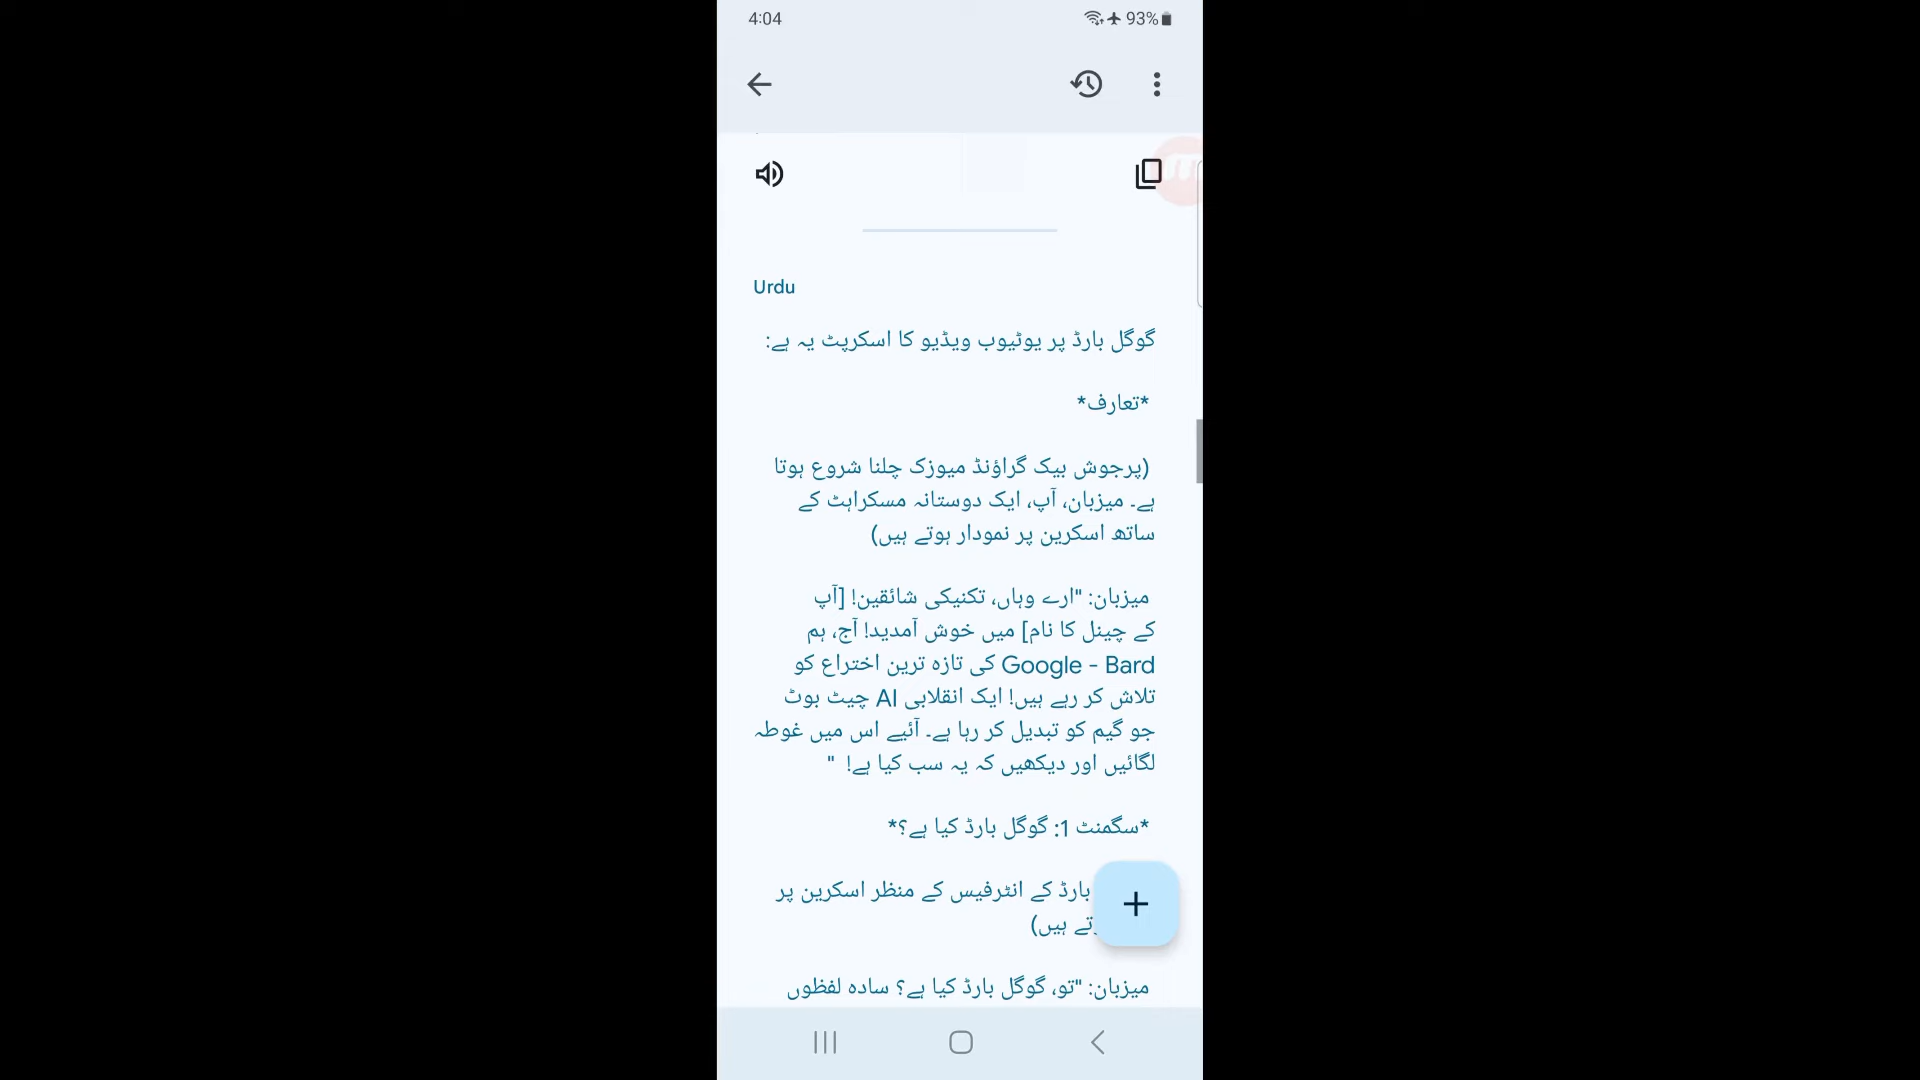 4:04
93%
Urdu
گوگل بارڈ پر یوٹیوب ویڈیو کا اسکرپٹ یہ ہے:
*تعارف*
(پرجوش بیک گراؤنڈ میوزک چلنا شروع ہوتا
ہے۔ میزبان، آپ، ایک دوستانہ مسکراہٹ کے
ساتھ اسکرین پر نمودار ہوتے ہیں)
میزبان: "ارے وہاں، تکنیکی شائقین! [آپ
کے چینل کا نام] میں خوش آمدید! آج، ہم
Google - Bard کی تازہ ترین اختراع کو
تلاش کر رہے ہیں! ایک انقلابی AI چیٹ بوٹ
جو گیم کو تبدیل کر رہا ہے۔ آئیے اس میں غوطہ
لگائیں اور دیکھیں کہ یہ سب کیا ہے! "
*سگمنٹ 1: گوگل بارڈ کیا ہے؟*
بارڈ کے انٹرفیس کے منظر اسکرین پر
ہیں)
میزبان: "تو، گوگل بارڈ کیا ہے؟ سادہ لفظوں